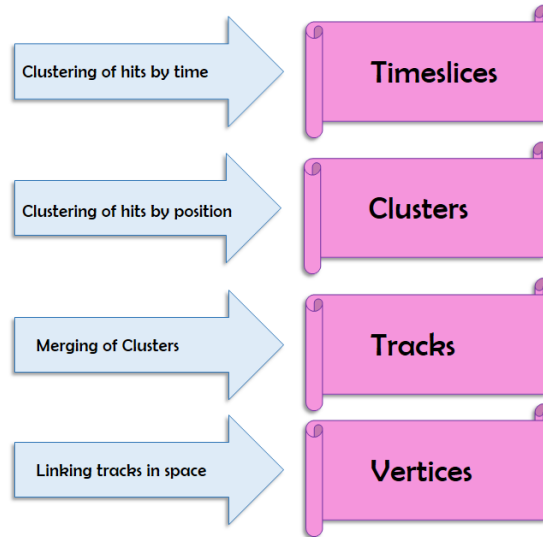 Clustering of hits by time
Timeslices
Clustering of hits by position
Clusters
Merging of Clusters
Tracks
Linking tracks in space
Vertices